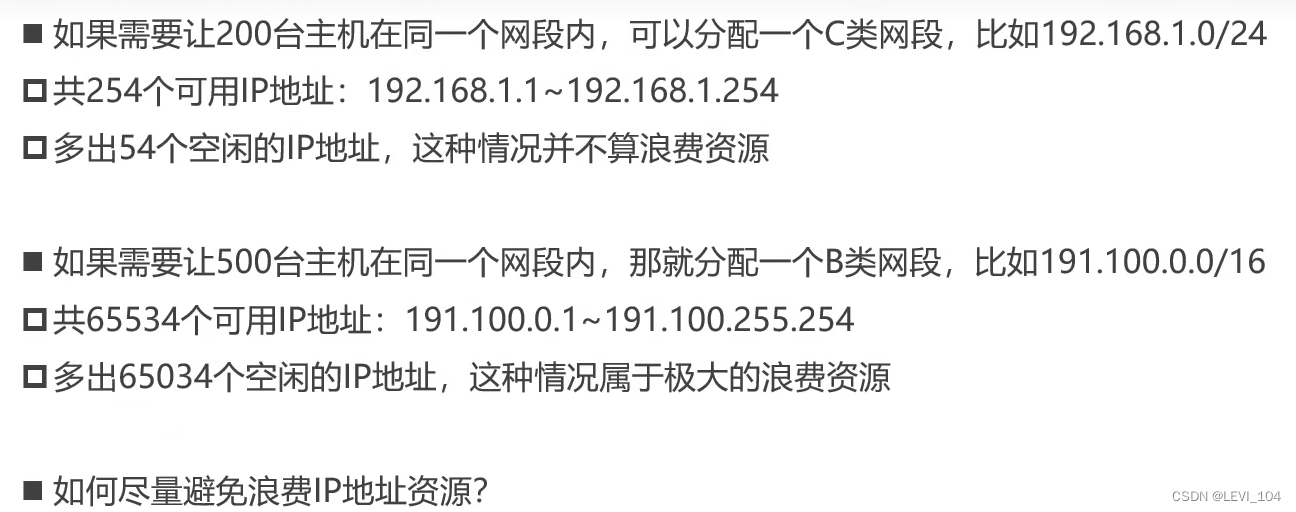 ■ 如果需要让200台主机在同一个网段内，可以分配一个C类网段，比如192.168.1.0/24
□ 共254个可用IP地址：192.168.1.1~192.168.1.254
□ 多出54个空闲的IP地址，这种情况并不算浪费资源
■ 如果需要让500台主机在同一个网段内，那就分配一个B类网段，比如191.100.0.0/16
□ 共65534个可用IP地址：191.100.0.1~191.100.255.254
□ 多出65034个空闲的IP地址，这种情况属于极大的浪费资源
■ 如何尽量避免浪费IP地址资源？
CSDN @LEVI_104